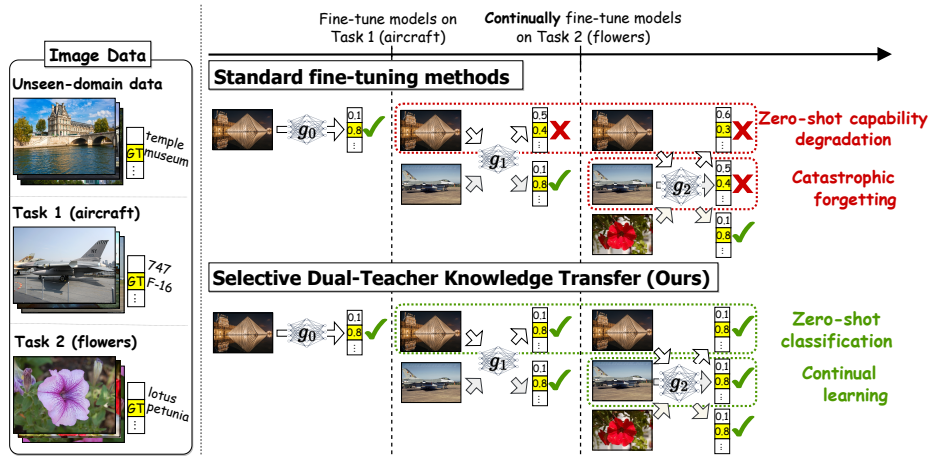 Fine-tune models on
Task 1 (aircraft)
Continually fine-tune models
on Task 2 (flowers)
Image Data
Unseen-domain data
temple
GT museum
⋮
Task 1 (aircraft)
747
GT F-16
⋮
Task 2 (flowers)
lotus
GT petunia
⋮
Standard fine-tuning methods
g0
0.1
0.8
⋮
g1
0.5
0.4
⋮
0.1
0.8
⋮
g2
0.6
0.3
⋮
0.5
0.4
⋮
0.1
0.8
⋮
Zero-shot capability
degradation
Catastrophic
forgetting
Selective Dual-Teacher Knowledge Transfer (Ours)
g0
0.1
0.8
⋮
g1
0.1
0.8
⋮
0.1
0.8
⋮
g2
0.1
0.8
⋮
0.1
0.8
⋮
0.1
0.8
⋮
Zero-shot
classification
Continual
learning